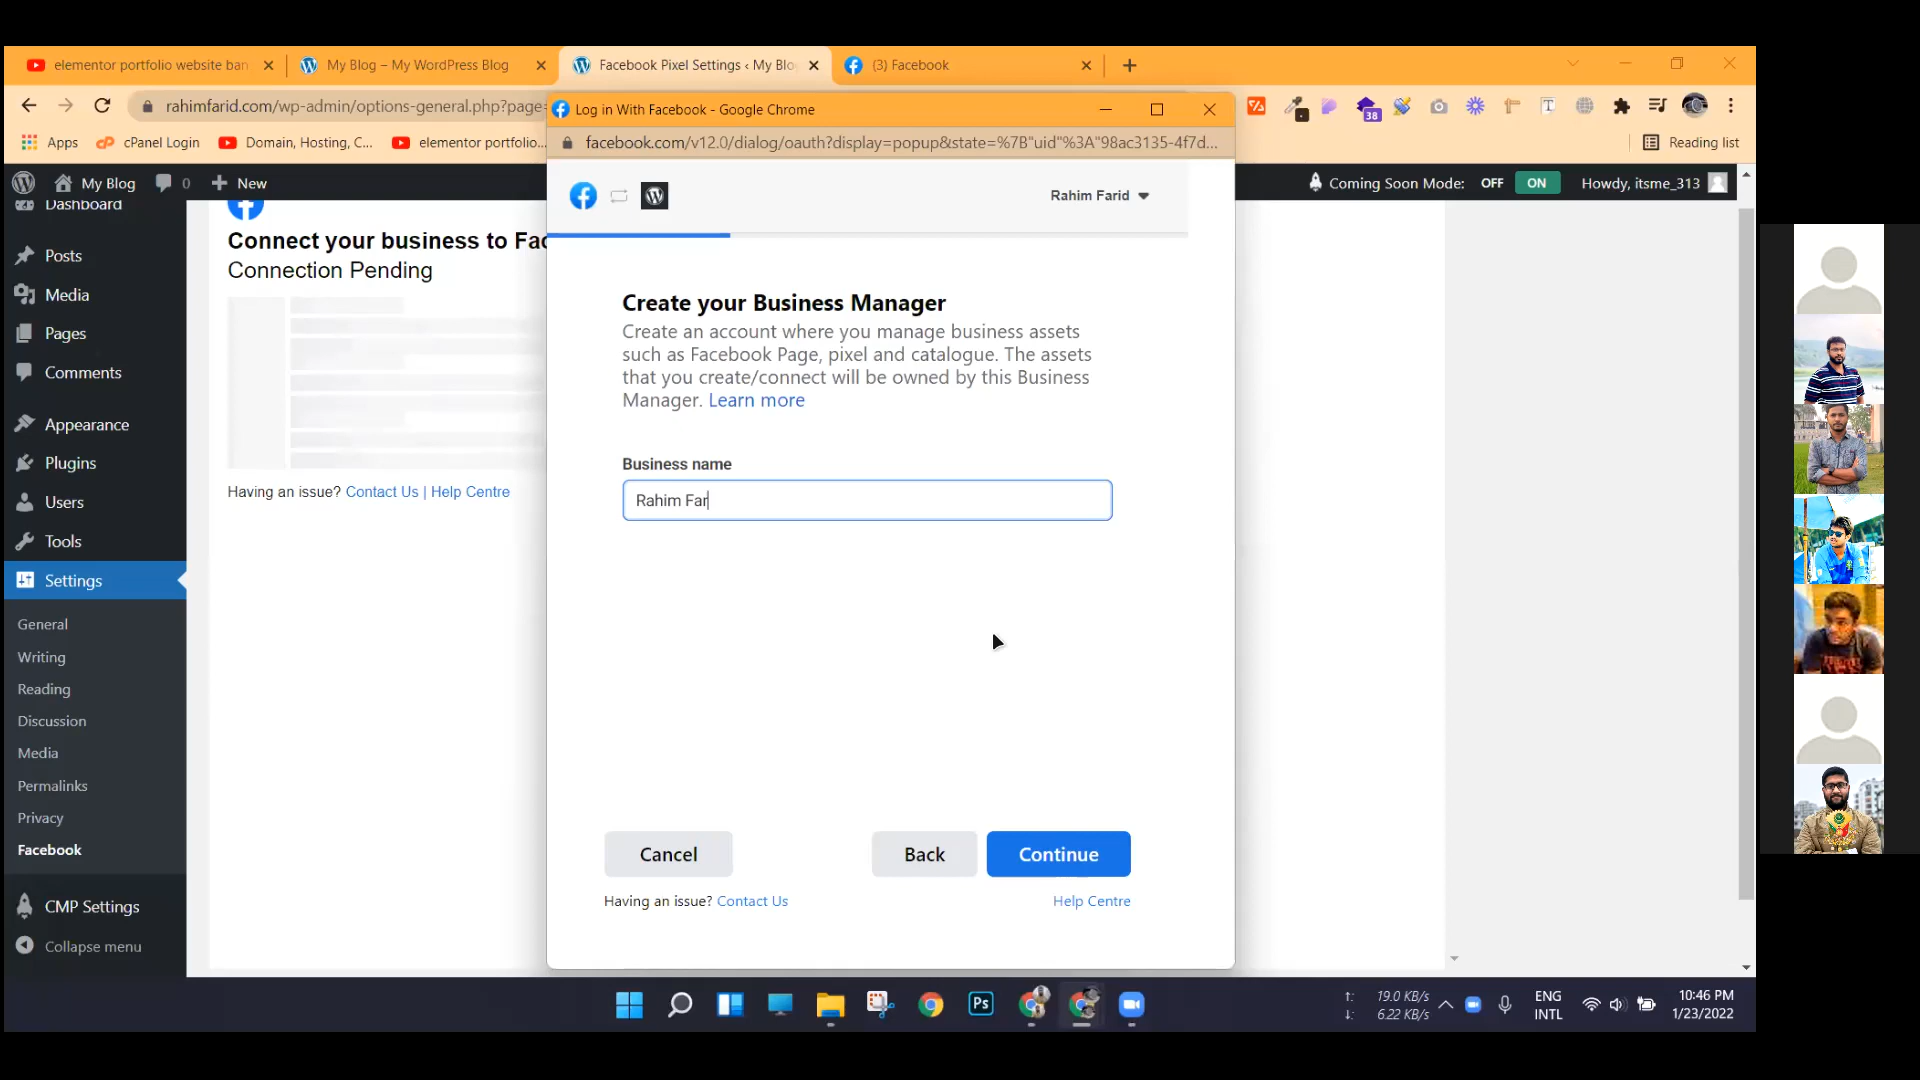 elementor portfolio website ban
My Blog – My WordPress Blog
Facebook Pixel Settings ‹ My Blo
(3) Facebook
rahimfarid.com/wp-admin/options-general.php?page=
Apps
cPanel Login
Domain, Hosting, C...
elementor portfolio...
Reading list
38
Log in With Facebook - Google Chrome
facebook.com/v12.0/dialog/oauth?display=popup&state=%7B"uid"%3A"98ac3135-4f7d...
My Blog
0
New
Coming Soon Mode:
OFF
ON
Howdy, itsme_313
Dashboard
Posts
Media
Pages
Comments
Appearance
Plugins
Users
Tools
Settings
General
Writing
Reading
Discussion
Media
Permalinks
Privacy
Facebook
CMP Settings
Collapse menu
Connect your business to Fac
Connection Pending
Having an issue? Contact Us | Help Centre
Rahim Farid
Create your Business Manager
Create an account where you manage business assets
such as Facebook Page, pixel and catalogue. The assets
that you create/connect will be owned by this Business
Manager. Learn more
Business name
Rahim Far
Cancel
Back
Continue
Having an issue? Contact Us
Help Centre
Ps
19.0 KB/s
6.22 KB/s
ENG
INTL
10:46 PM
1/23/2022